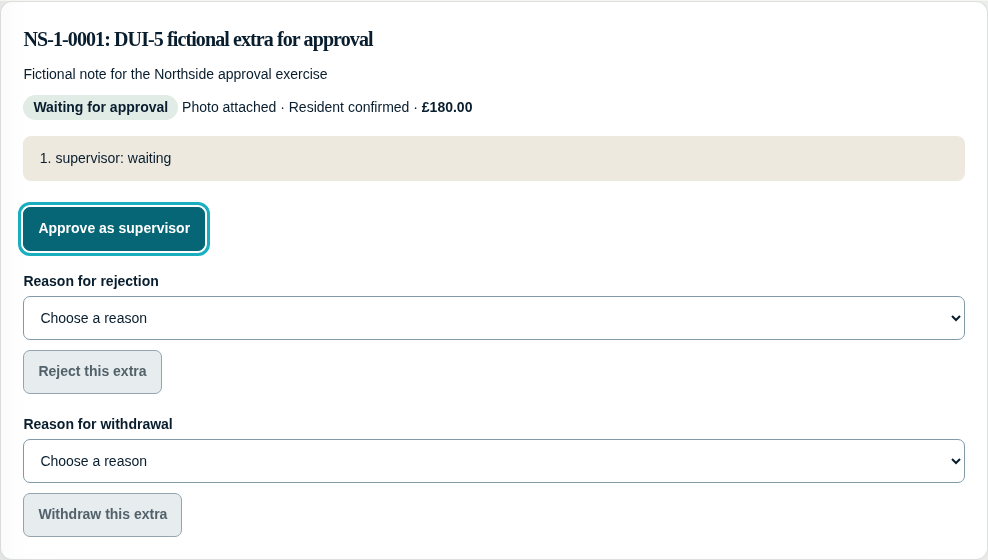 NS-1-0001: DUI-5 fictional extra for approval
Fictional note for the Northside approval exercise
Waiting for approval Photo attached · Resident confirmed · £180.00
1. supervisor: waiting
Approve as supervisor
Reason for rejection
Choose a reason
Reject this extra
Reason for withdrawal
Choose a reason
Withdraw this extra